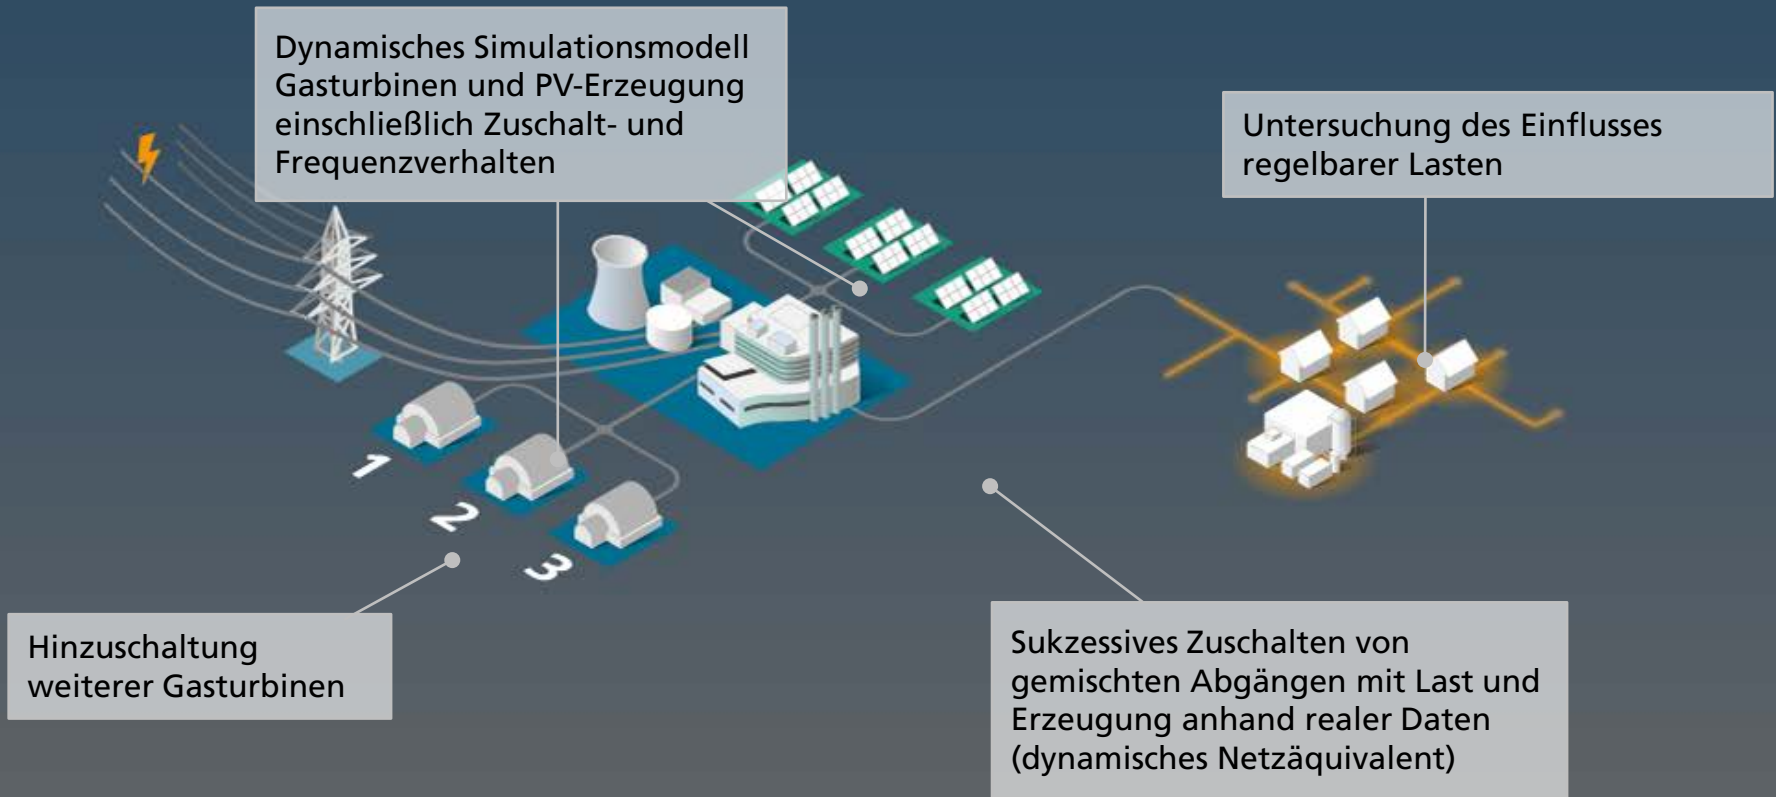 Dynamisches Simulationsmodell
Gasturbinen und PV-Erzeugung
einschließlich Zuschalt- und
Frequenzverhalten
Untersuchung des Einflusses
regelbarer Lasten
1
2
3
Hinzuschaltung
weiterer Gasturbinen
Sukzessives Zuschalten von
gemischten Abgängen mit Last und
Erzeugung anhand realer Daten
(dynamisches Netzäquivalent)